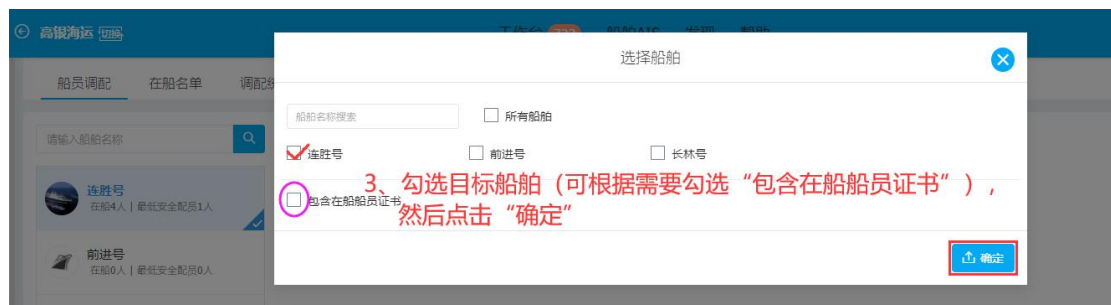 高银海运 [切换]
工作台 723 船舶AIS 发现 帮助
选择船舶
船员调配 在船名单 调配
船舶名称搜索 所有船舶
请输入船舶名称
连胜号 前进号 长林号
连胜号
在船4人 | 最低安全配员1人
包含在船船员证书
3、勾选目标船舶（可根据需要勾选“包含在船船员证书”），
然后点击“确定”
前进号
在船0人 | 最低安全配员0人
确定